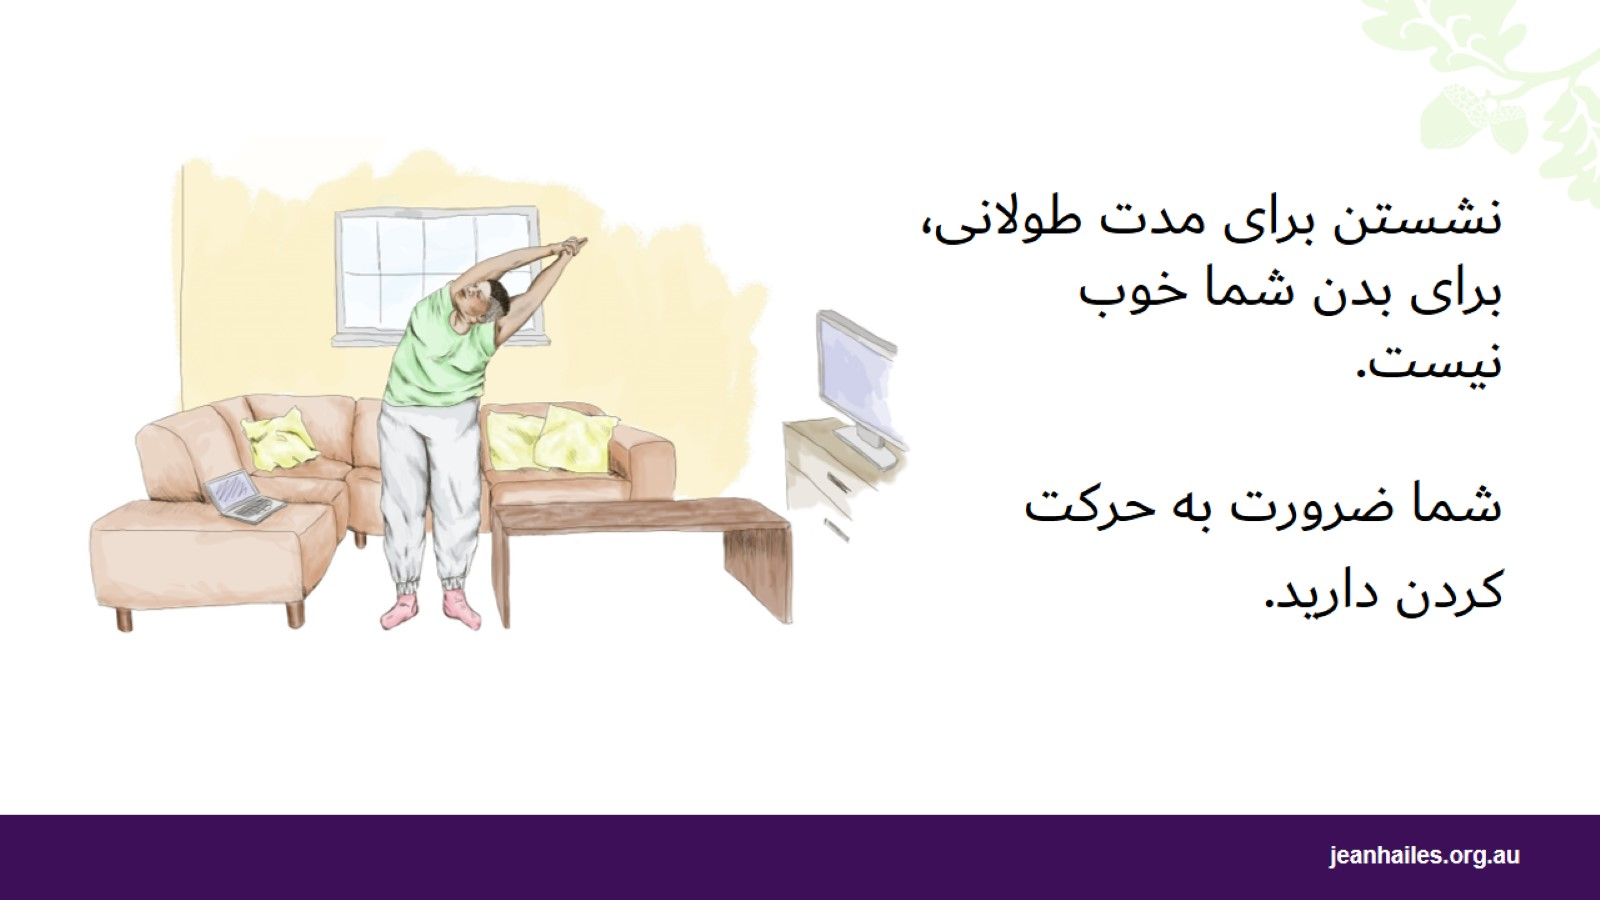 نشستن برای مدت طولانی،
برای بدن شما خوب
نیست.
شما ضرورت به حرکت
کردن دارید.
jeanhailes.org.au